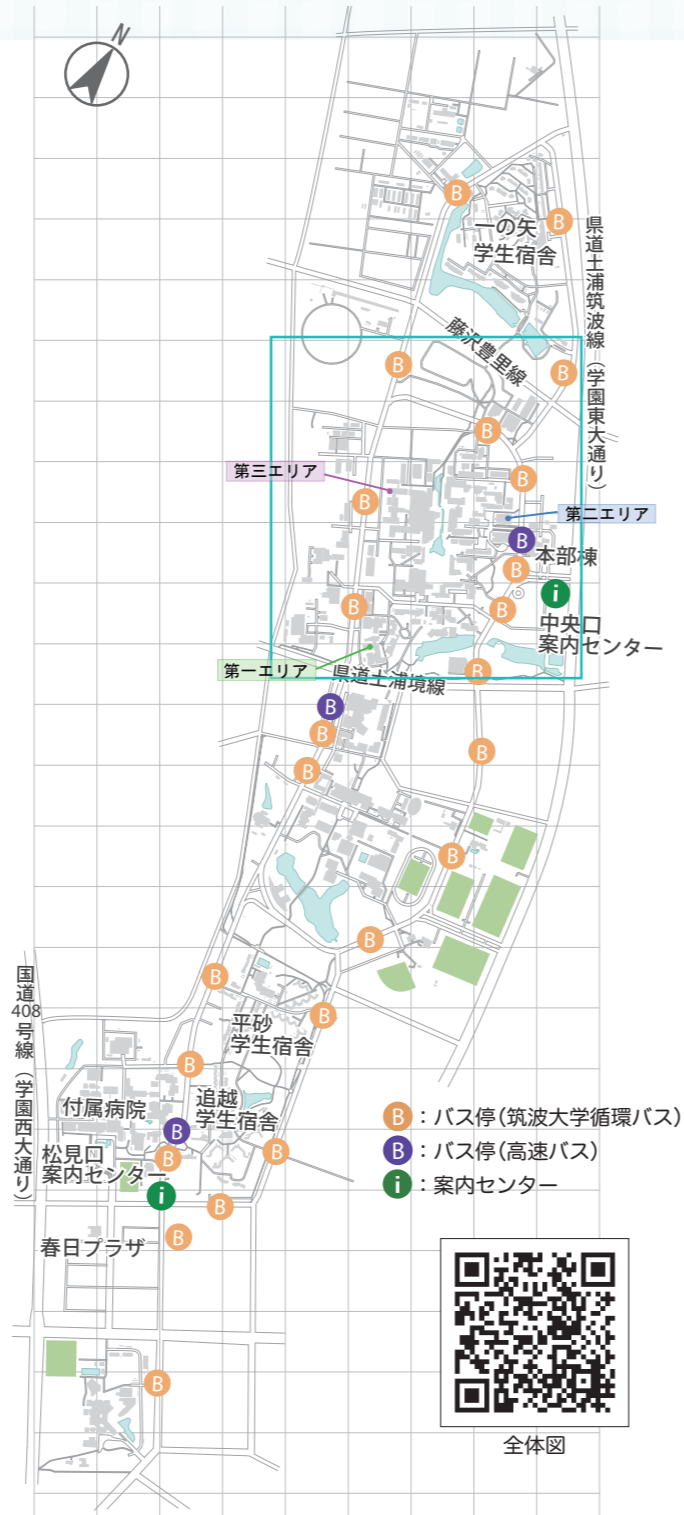 N
B
B
一の矢
学生宿舎
県道土浦筑波線（学園東大通り）
藤沢豊里線
B
B
B
第三エリア
B
B
第二エリア
B
本部棟
B
i
B
B
中央口
案内センター
第一エリア
B
県道土浦境線
B
B
B
B
B
B
B
国道408号線（学園西大通り）
平砂
学生宿舎
B
B
追越
学生宿舎
付属病院
B
松見口
案内センター
B
B
i
B
春日プラザ
B
B
B：バス停(筑波大学循環バス)
B：バス停(高速バス)
i：案内センター
全体図